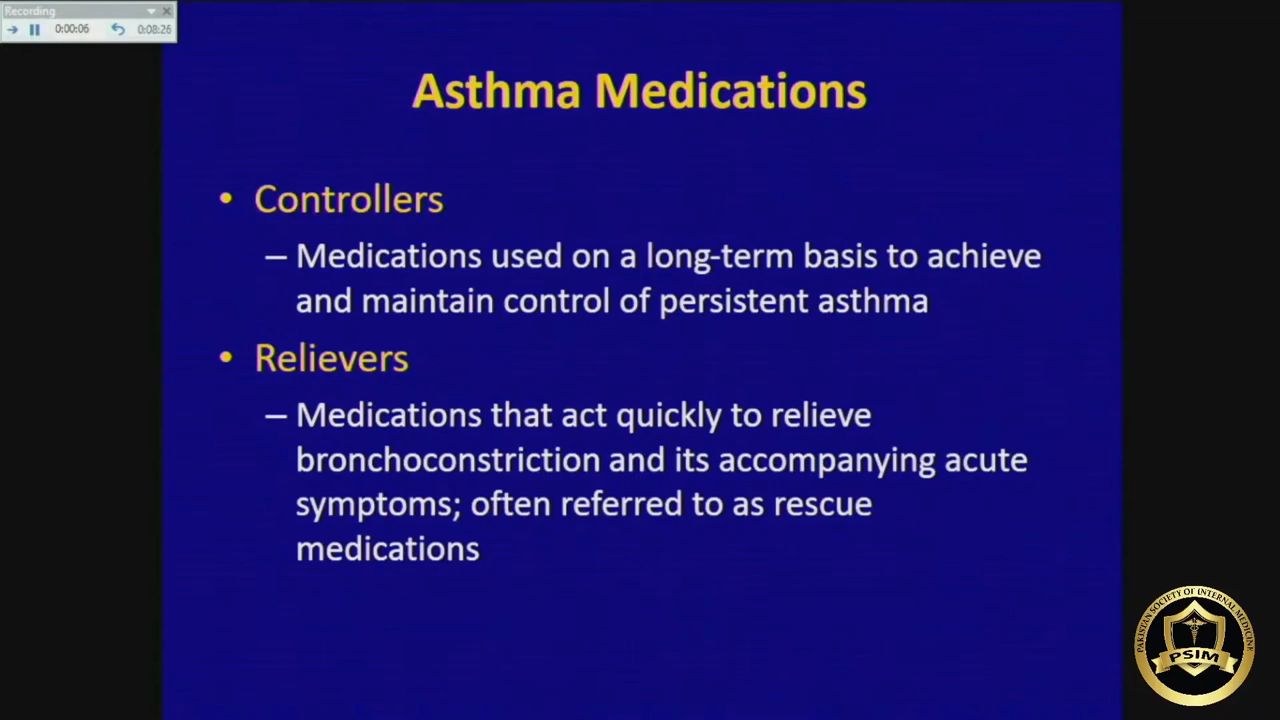 Recording
0:00:06
0:08:26
Asthma Medications
• Controllers
– Medications used on a long-term basis to achieve
and maintain control of persistent asthma
• Relievers
– Medications that act quickly to relieve
bronchoconstriction and its accompanying acute
symptoms; often referred to as rescue
medications
PAKISTAN SOCIETY OF INTERNAL MEDICINE
PSIM